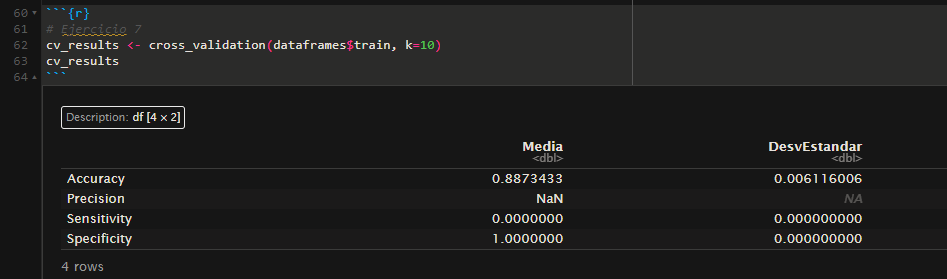 60 ```{r}
61 # Ejercicio 7
62 cv_results <- cross_validation(dataframes$train, k=10)
63 cv_results
64 ```
Description: df [4 × 2]
Media DesvEstandar
<dbl> <dbl>
Accuracy 0.8873433 0.006116006
Precision NaN NA
Sensitivity 0.0000000 0.000000000
Specificity 1.0000000 0.000000000
4 rows